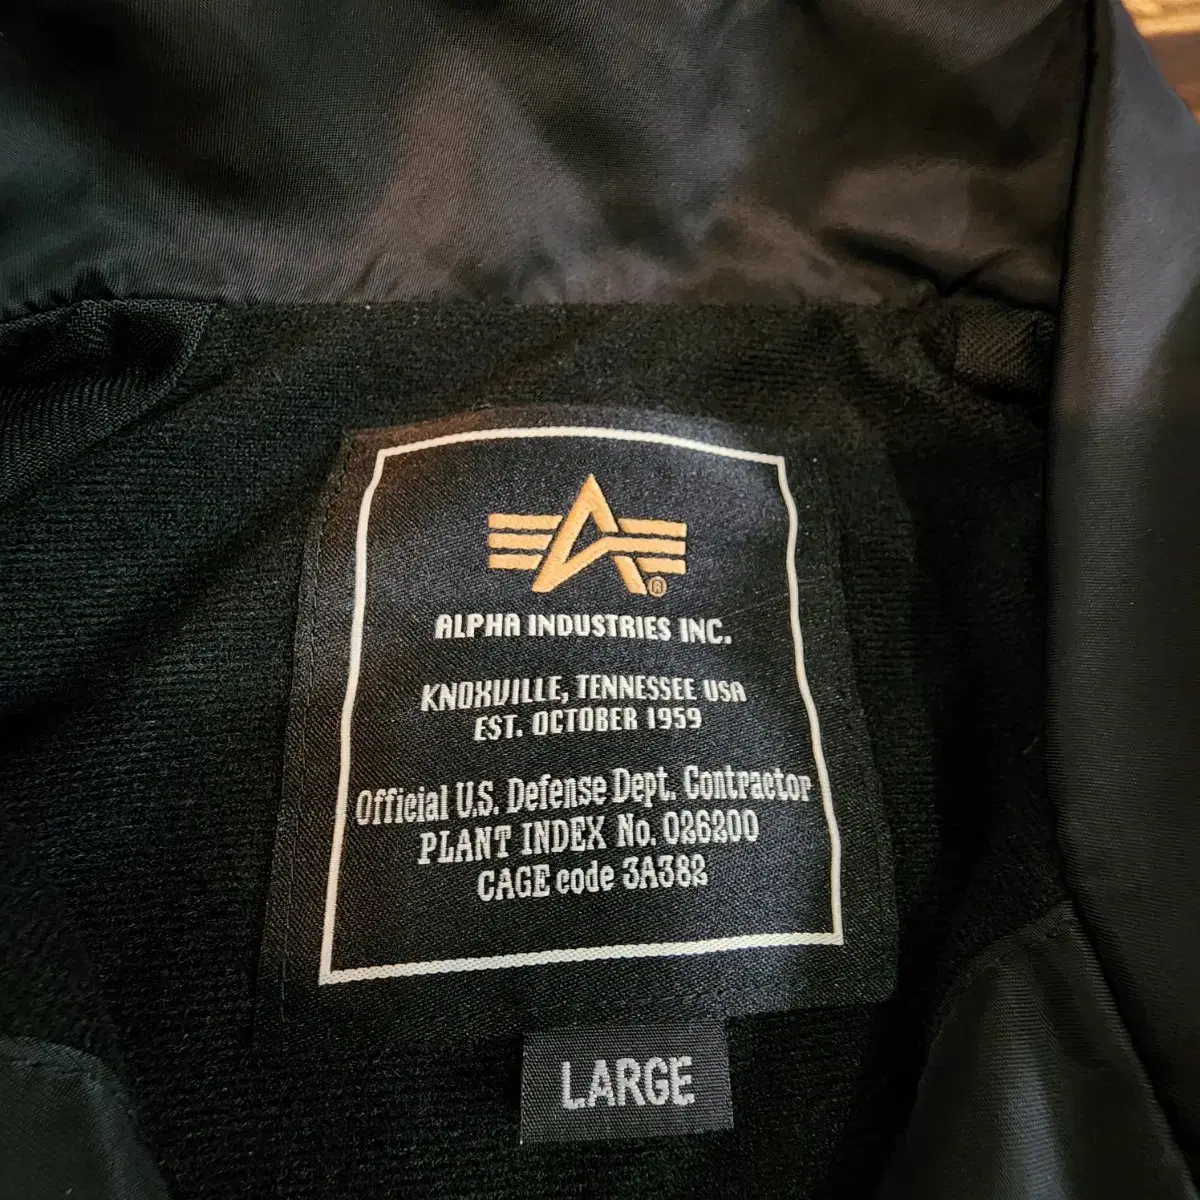 ®
ALPHA INDUSTRIES INC.
KNOXVILLE, TENNESSEE USA
EST. OCTOBER 1959
Official U.S. Defense Dept. Contractor
PLANT INDEX No. 026200
CAGE code 3A382
LARGE